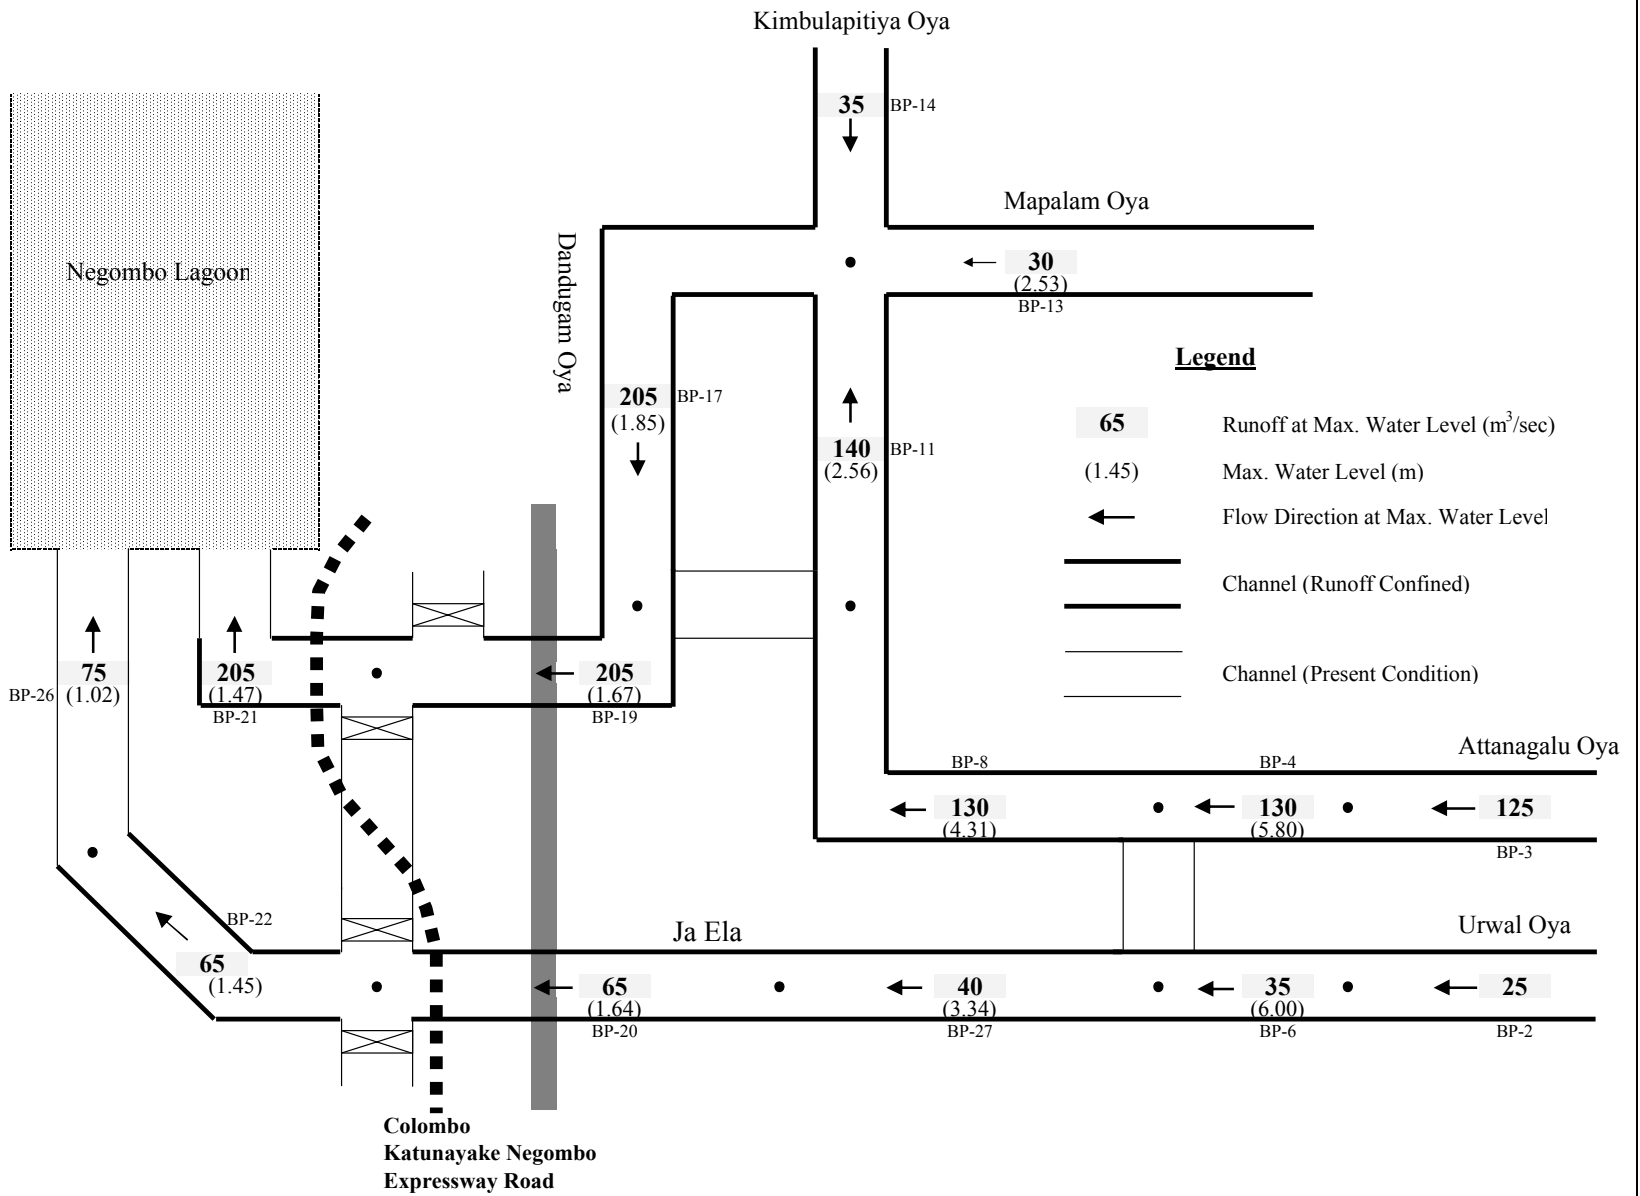 Kimbulapitiya Oya
35 BP-14
Mapalam Oya
30
(2.53)
BP-13
Negombo Lagoon
Dandugam Oya
Legend
65 Runoff at Max. Water Level (m³/sec)
(1.45) Max. Water Level (m)
Flow Direction at Max. Water Level
Channel (Runoff Confined)
Channel (Present Condition)
205 BP-17
(1.85)
140 BP-11
(2.56)
75
BP-26 (1.02)
205
(1.47)
BP-21
205
(1.67)
BP-19
Attanagalu Oya
BP-8
130
(4.31)
BP-4
130
(5.80)
125
BP-3
Urwal Oya
Ja Ela
BP-22
65
(1.45)
65
(1.64)
BP-20
40
(3.34)
BP-27
35
(6.00)
BP-6
25
BP-2
Colombo
Katunayake Negombo
Expressway Road